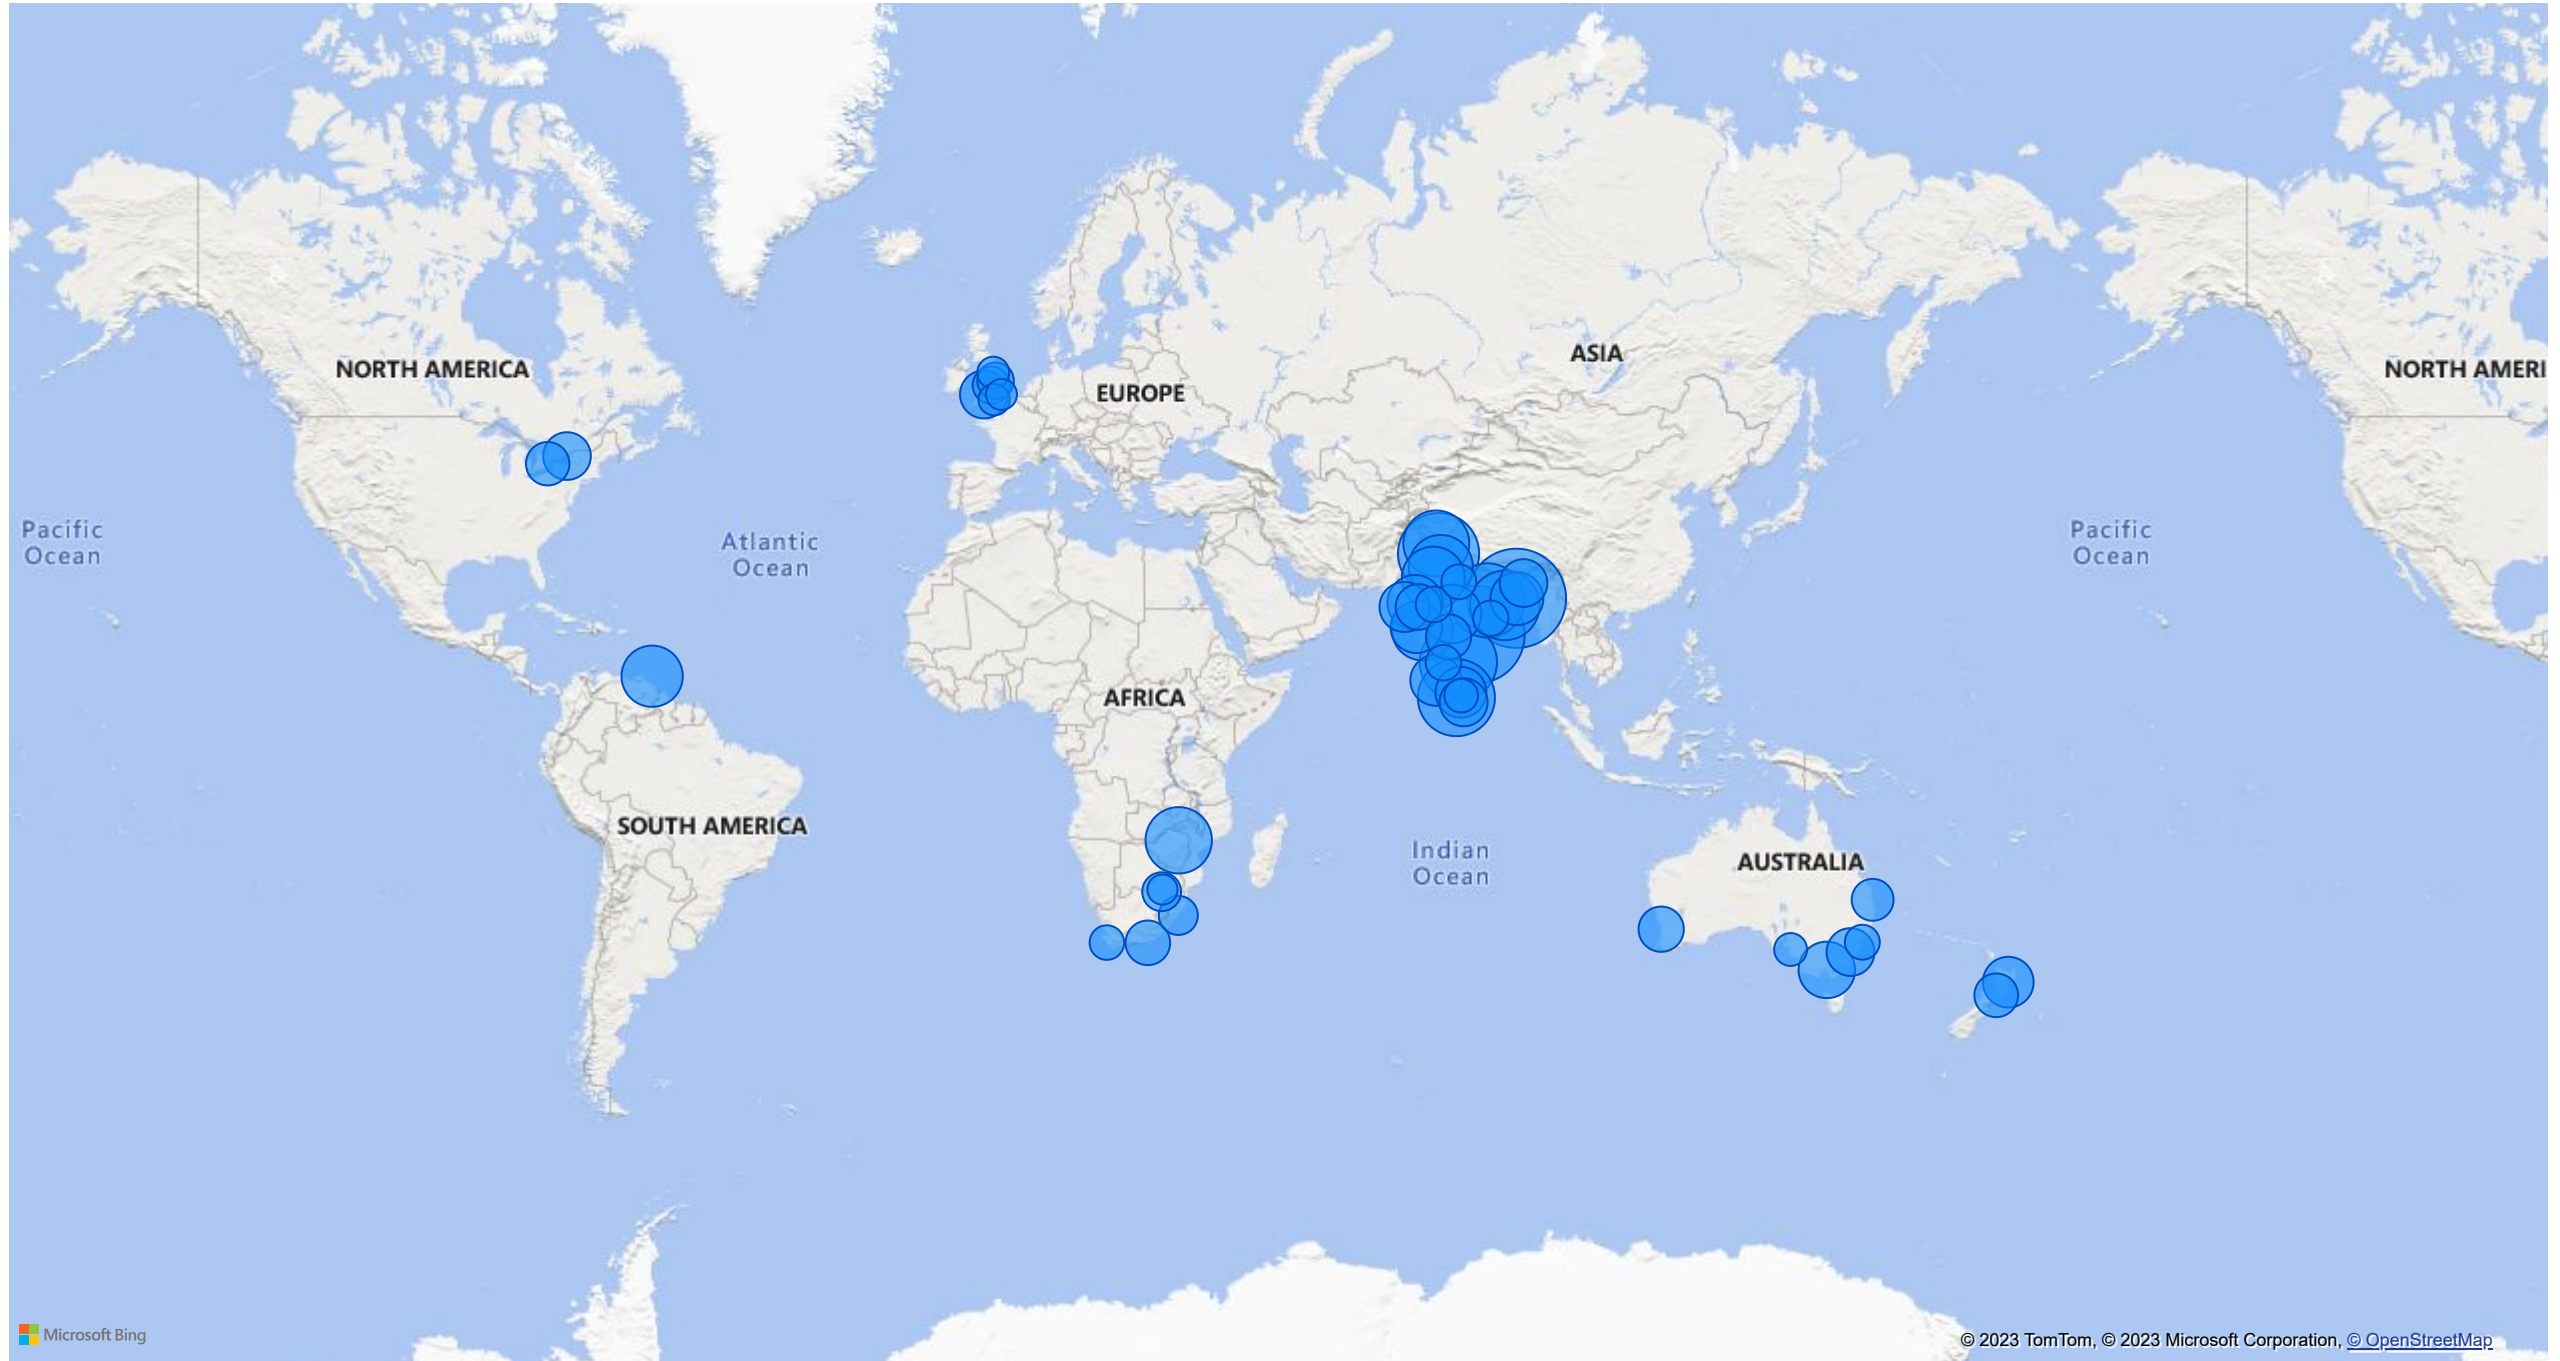 NORTH AMERICA
ASIA
EUROPE
NORTH AMERI
Pacific
Ocean
Atlantic
Ocean
Pacific
Ocean
AFRICA
SOUTH AMERICA
Indian
Ocean
AUSTRALIA
Microsoft Bing
© 2023 TomTom, © 2023 Microsoft Corporation, © OpenStreetMap